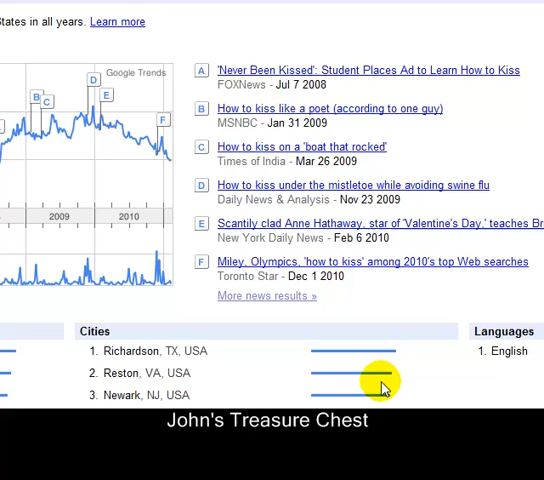 States in all years. Learn more
Google Trends
A 'Never Been Kissed': Student Places Ad to Learn How to Kiss
FOXNews - Jul 7 2008
B How to kiss like a poet (according to one guy)
MSNBC - Jan 31 2009
C How to kiss on a 'boat that rocked'
Times of India - Mar 26 2009
D How to kiss under the mistletoe while avoiding swine flu
Daily News & Analysis - Nov 23 2009
E Scantily clad Anne Hathaway, star of 'Valentine's Day,' teaches Br
New York Daily News - Feb 6 2010
F Miley, Olympics, 'how to kiss' among 2010's top Web searches
Toronto Star - Dec 1 2010
More news results »
B C D E F
2009 2010
Cities Languages
1. Richardson, TX, USA 1. English
2. Reston, VA, USA
3. Newark, NJ, USA
John's Treasure Chest